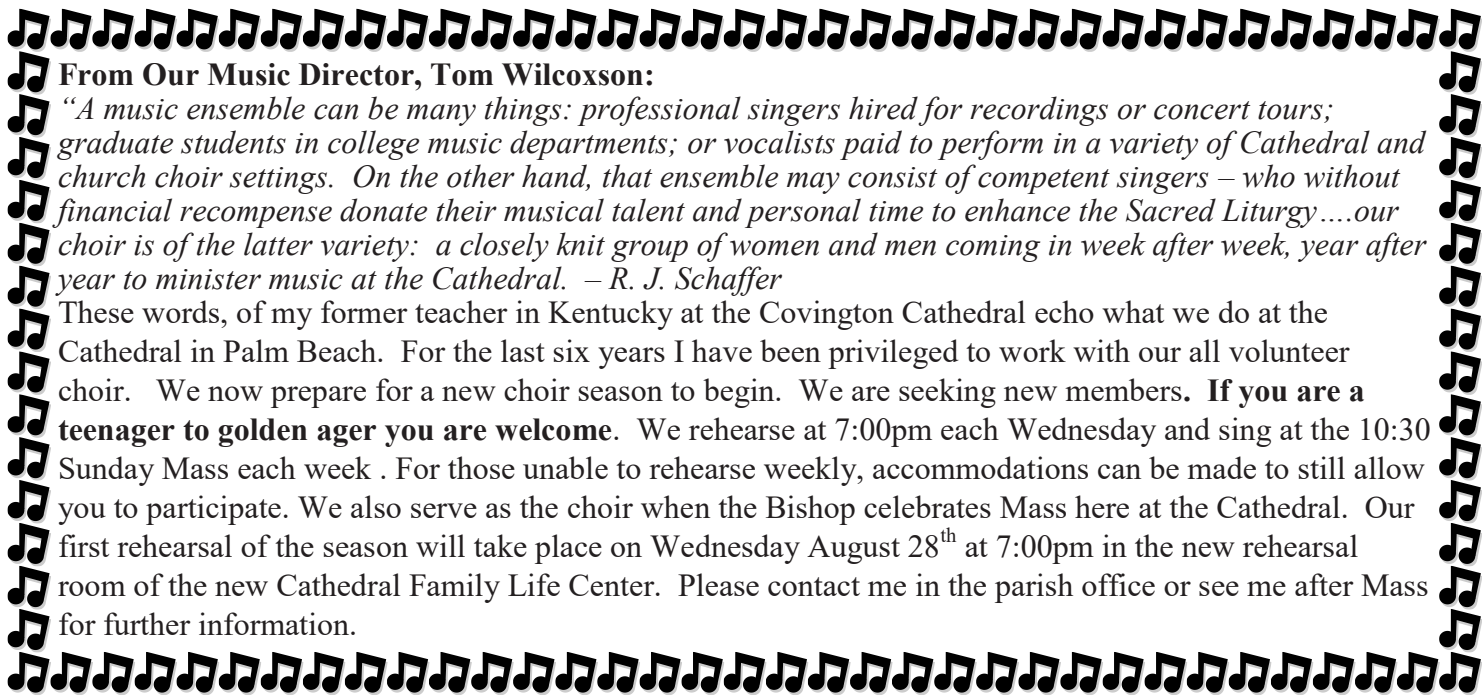 From Our Music Director, Tom Wilcoxson:
“A music ensemble can be many things: professional singers hired for recordings or concert tours;
graduate students in college music departments; or vocalists paid to perform in a variety of Cathedral and
church choir settings.  On the other hand, that ensemble may consist of competent singers – who without
financial recompense donate their musical talent and personal time to enhance the Sacred Liturgy….our
choir is of the latter variety:  a closely knit group of women and men coming in week after week, year after
year to minister music at the Cathedral.  – R. J. Schaffer
These words, of my former teacher in Kentucky at the Covington Cathedral echo what we do at the
Cathedral in Palm Beach.  For the last six years I have been privileged to work with our all volunteer
choir.   We now prepare for a new choir season to begin.  We are seeking new members.  If you are a
teenager to golden ager you are welcome.  We rehearse at 7:00pm each Wednesday and sing at the 10:30
Sunday Mass each week . For those unable to rehearse weekly, accommodations can be made to still allow
you to participate. We also serve as the choir when the Bishop celebrates Mass here at the Cathedral.  Our
first rehearsal of the season will take place on Wednesday August 28th at 7:00pm in the new rehearsal
room of the new Cathedral Family Life Center.  Please contact me in the parish office or see me after Mass
for further information.